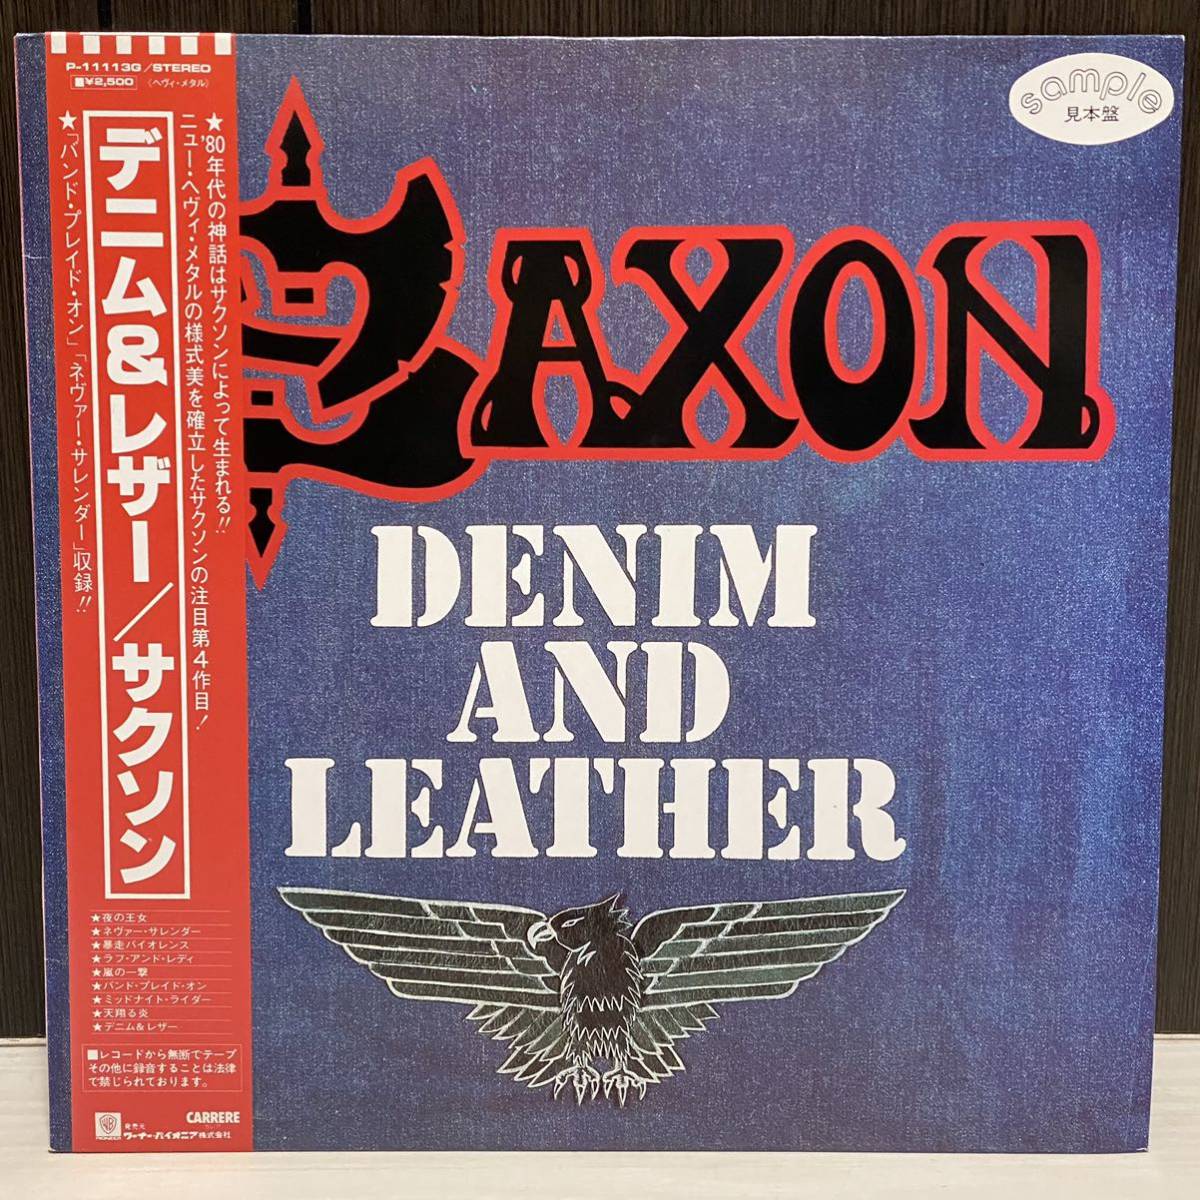 P-11113G/STEREO
¥2,500 〈ヘヴィ・メタル〉
★'80年代の神話はサクソンによって生まれる!!
ニュー・ヘヴィ・メタルの様式美を確立したサクソンの注目第4作目!
デニム&レザー/サクソン
★「バンド・プレイド・オン」「ネヴァー・サレンダー」収録!!
★夜の王女
★ネヴァー・サレンダー
★暴走バイオレンス
★ラフ・アンド・レディ
★嵐の一撃
★バンド・プレイド・オン
★ミッドナイト・ライダー
★天翔る炎
★デニム&レザー
■レコードから無断でテープ
その他に録音することは法律
で禁じられております。
WB
PIONEER
発売元
ワーナー・パイオニア株式会社
CARRERE
sample
見本盤
SAXON
DENIM
AND
LEATHER